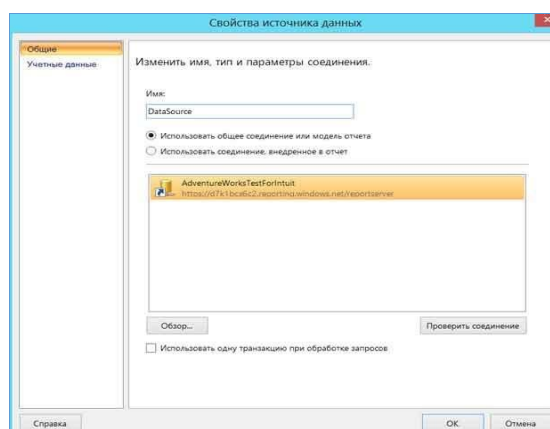 Свойства источника данных
Общие
Учетные данные
Изменить имя, тип и параметры соединения.
Имя:
DataSource
Использовать общее соединение или модель отчета
Использовать соединение, внедренное в отчет
AdventureWorksTestForIntuit
Обзор...
Проверить соединение
Использовать одну транзакцию при обработке запросов
Справка
OK
Отмена